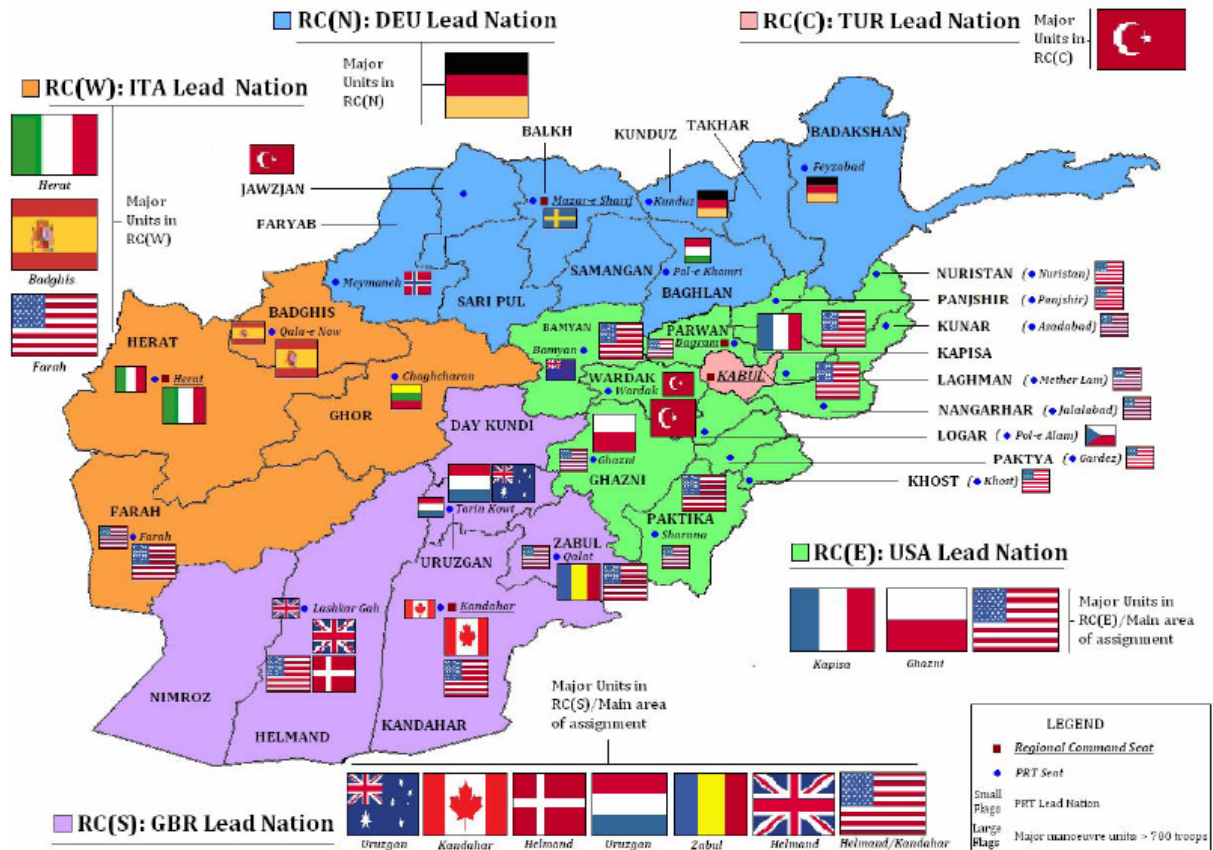 RC(N): DEU Lead Nation
Major
Units in
RC(N)
RC(C): TUR Lead Nation
Major
Units in
RC(C)
RC(W): ITA Lead Nation
Herat
Badghis
Farah
Major
Units in
RC(W)
JAWZJAN
FARYAB
BALKH
KUNDUZ
TAKHAR
BADAKSHAN
Feyzabad
Mazar-e Sharif
Kunduz
Meymaneh
SARI PUL
SAMANGAN
Pol-e Khomri
BAGHLAN
BADGHIS
Qala-e Now
HERAT
Herat
Chaghcharan
GHOR
FARAH
Farah
BAMYAN
Bamyan
PARWAN
Bagram
WARDAK
Wardak
KABUL
DAY KUNDI
Ghazni
GHAZNI
PAKTIKA
Sharana
NURISTAN (Nuristan)
PANJSHIR (Panjshir)
KUNAR (Asadabad)
KAPISA
LAGHMAN (Mether Lam)
NANGARHAR (Jalalabad)
LOGAR (Pol-e Alam)
PAKTYA (Gardez)
KHOST (Khost)
Tarin Kowt
URUZGAN
ZABUL
Qalat
Lashkar Gah
Kandahar
NIMROZ
HELMAND
KANDAHAR
RC(E): USA Lead Nation
Kapisa
Ghazni
Major Units in
RC(E)/Main area
of assignment
Major Units in
RC(S)/Main area
of assignment
RC(S): GBR Lead Nation
Uruzgan
Kandahar
Helmand
Uruzgan
Zabul
Helmand
Helmand/Kandahar
LEGEND
Regional Command Seat
PRT Seat
Small
Flags
PRT Lead Nation
Large
Flags
Major manoeuvre units > 700 troops